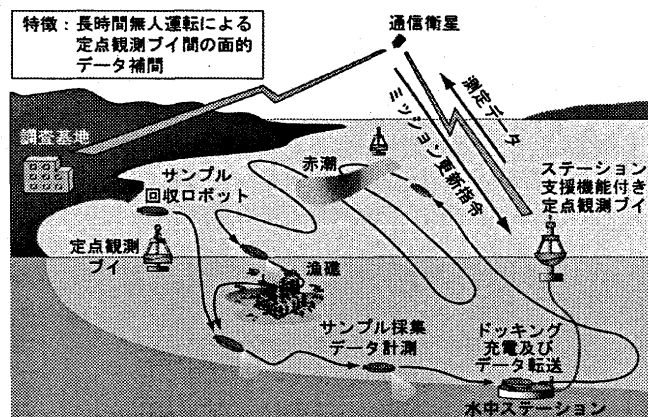 特徴：長時間無人運転による
定点観測ブイ間の面的
データ補間
通信衛星
測定データ
ミッション更新指令
調査基地
サンプル
回収ロボット
赤潮
ステーション
支援機能付き
定点観測ブイ
定点観測
ブイ
漁礁
サンプル採集
データ計測
ドッキング
充電及び
データ転送
水中ステーション